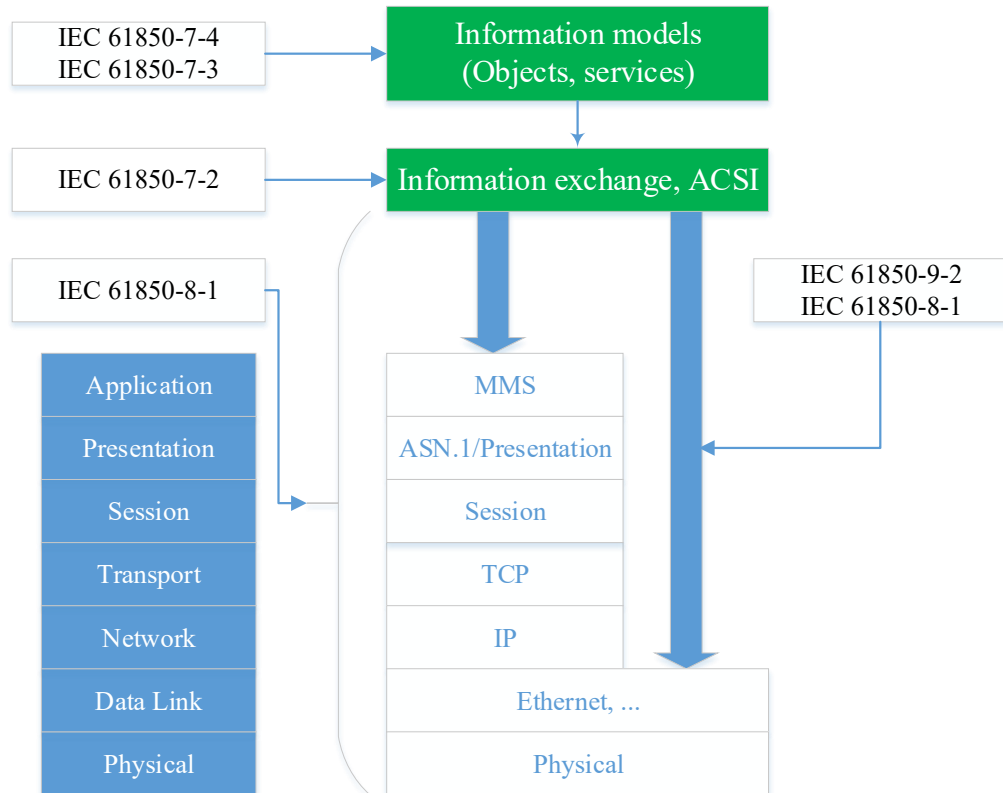 IEC 61850-7-4
IEC 61850-7-3
Information models
(Objects, services)
IEC 61850-7-2
Information exchange, ACSI
IEC 61850-8-1
IEC 61850-9-2
IEC 61850-8-1
Application
MMS
Presentation
ASN.1/Presentation
Session
Session
Transport
TCP
Network
IP
Data Link
Ethernet, ...
Physical
Physical